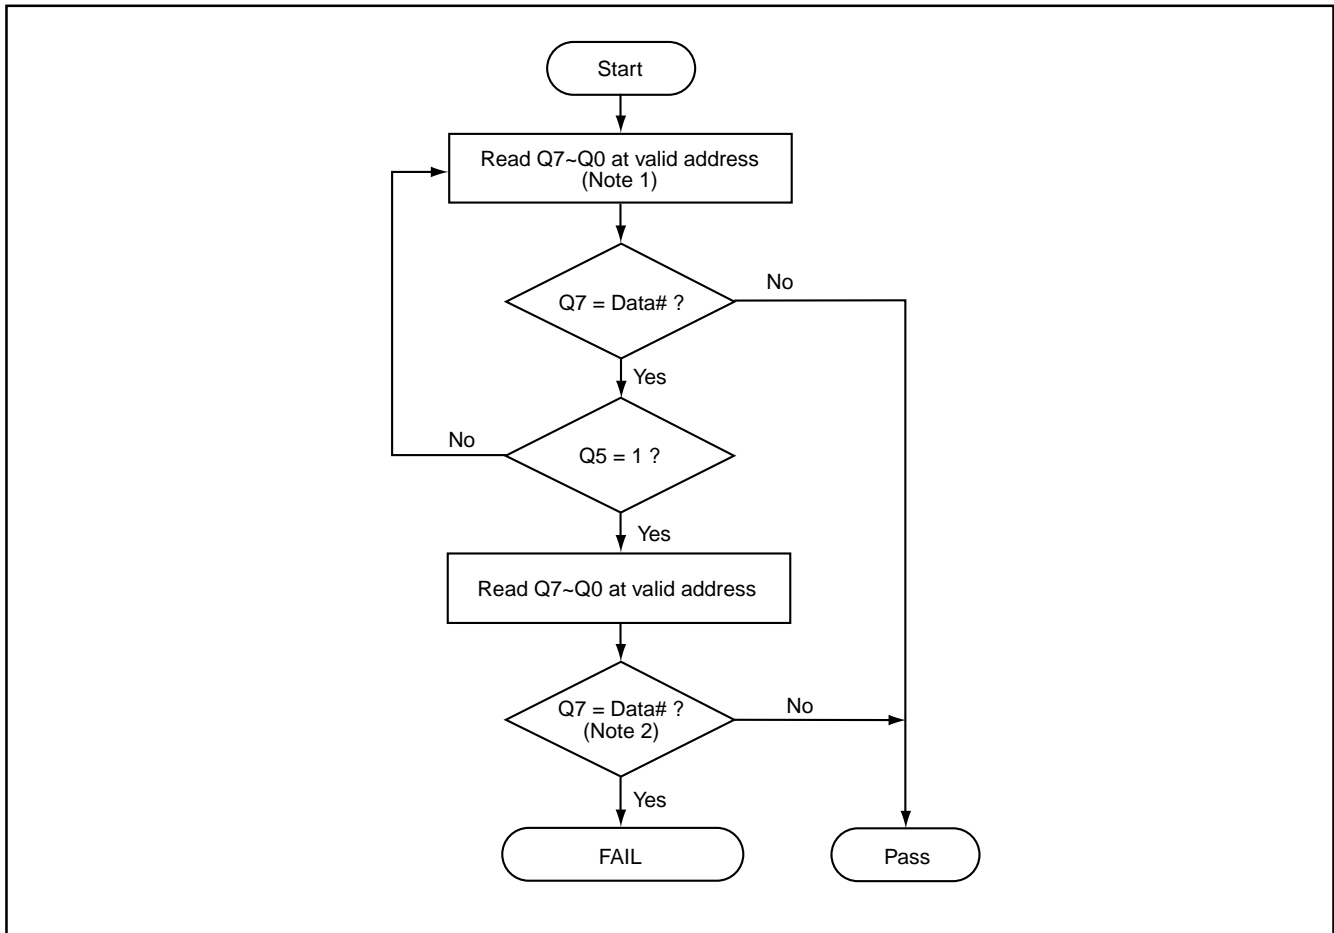 Start
Read Q7~Q0 at valid address
(Note 1)
Q7 = Data# ?
No
Yes
Q5 = 1 ?
No
Yes
Read Q7~Q0 at valid address
Q7 = Data# ?
(Note 2)
No
Yes
FAIL
Pass